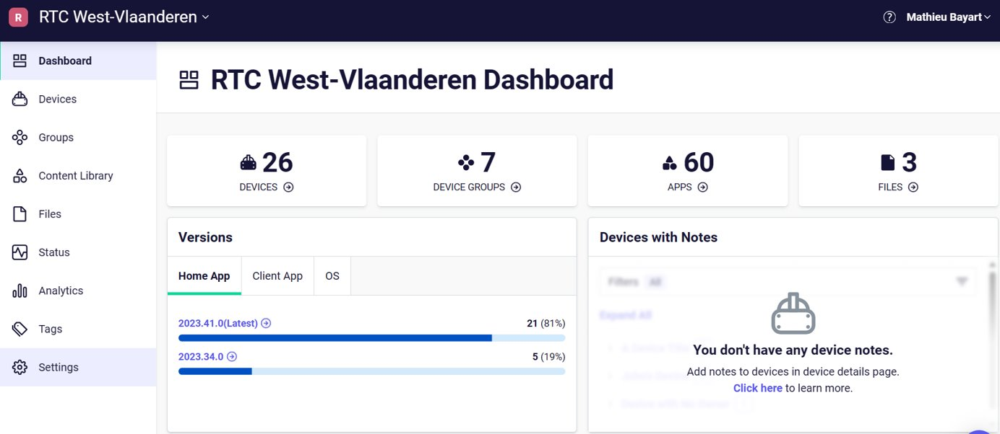 R RTC West-Vlaanderen
? Mathieu Bayart
Dashboard
Devices
Groups
Content Library
Files
Status
Analytics
Tags
Settings
RTC West-Vlaanderen Dashboard
26
DEVICES
7
DEVICE GROUPS
60
APPS
3
FILES
Versions
Home App Client App OS
2023.41.0(Latest) 21 (81%)
2023.34.0 5 (19%)
Devices with Notes
Filters All
Expand All
You don't have any device notes.
Add notes to devices in device details page.
Click here to learn more.